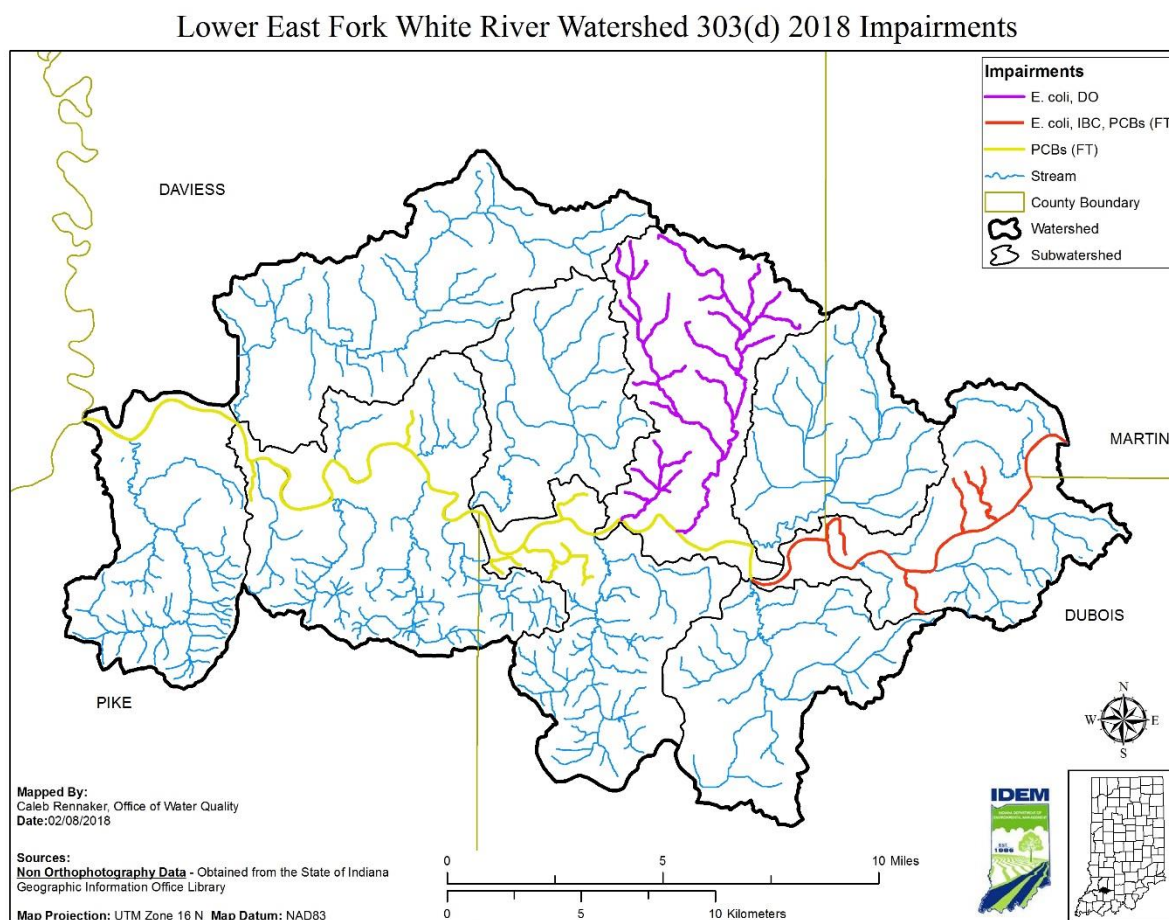 Lower East Fork White River Watershed 303(d) 2018 Impairments
Impairments
E. coli, DO
E. coli, IBC, PCBs (FT
PCBs (FT)
Stream
County Boundary
Watershed
Subwatershed
DAVIESS
MARTIN
DUBOIS
PIKE
N
W E
S
Mapped By:
Caleb Rennaker, Office of Water Quality
Date:02/08/2018
Sources:
Non Orthophotography Data - Obtained from the State of Indiana
Geographic Information Office Library
Map Projection: UTM Zone 16 N Map Datum: NAD83
0 5 10 Miles
0 5 10 Kilometers
IDEM
EST.
1986